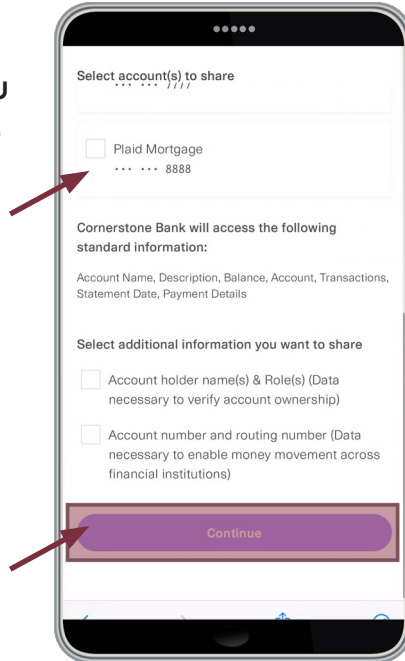 U
Select account(s) to share
... ... 7777
Plaid Mortgage
... ... 8888
Cornerstone Bank will access the following
standard information:
Account Name, Description, Balance, Account, Transactions,
Statement Date, Payment Details
Select additional information you want to share
Account holder name(s) & Role(s) (Data
necessary to verify account ownership)
Account number and routing number (Data
necessary to enable money movement across
financial institutions)
Continue